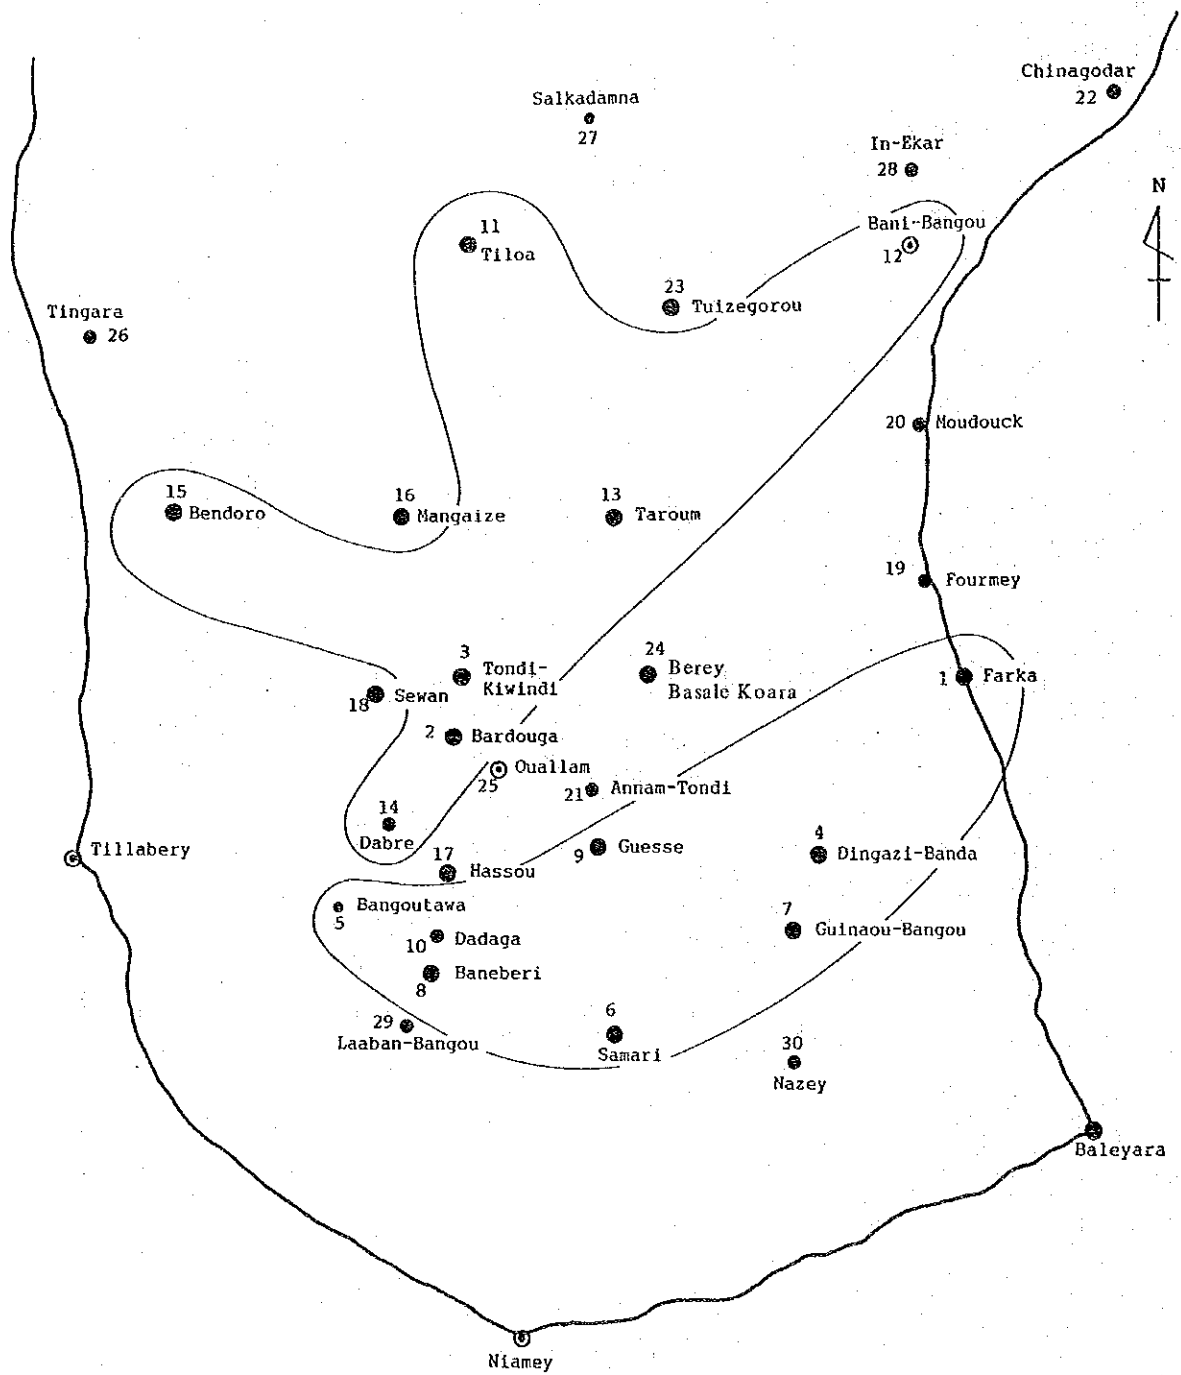 Chinagodar
22
Salkadamna
27
In-Ekar
28
N
11
Tiloa
Bani-Bangou
12
23
Tuizegorou
Tingara
26
20 Moudouck
15
Bendoro
16
Mangaize
13
Taroum
19
Fourmey
3
Tondi-
Kiwindi
24
Berey
Basale Koara
1
Farka
18
Sewan
2
Bardouga
Ouallam
25
21
Annam-Tondi
14
Dabre
Tillabery
17
Hassou
9
Guesse
4
Dingazi-Banda
Bangoutawa
5
7
Guinaou-Bangou
10
Dadaga
Baneberi
8
29
Laaban-Bangou
6
Samari
30
Nazey
Baleyara
Niamey